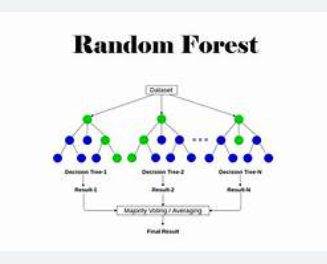 Random Forest
Dataset
Decision Tree-1 Decision Tree-2 Decision Tree-N
Result-1 Result-2 Result-N
Majority Voting / Averaging
Final Result